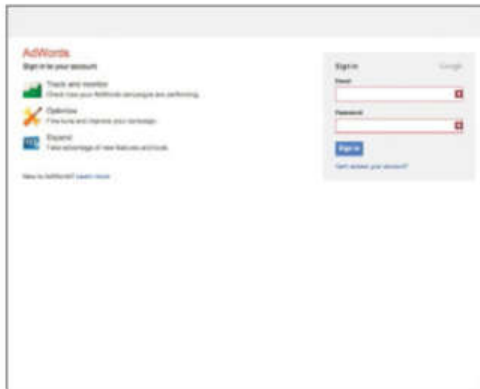 AdWords
Sign in to your account
Track and monitor
Check how your AdWords campaigns are performing.
Optimize
Fine tune and improve your campaign.
Expand
Take advantage of new features and tools.
New to AdWords? Learn more
Sign in Google
Email
Password
Sign in
Can't access your account?